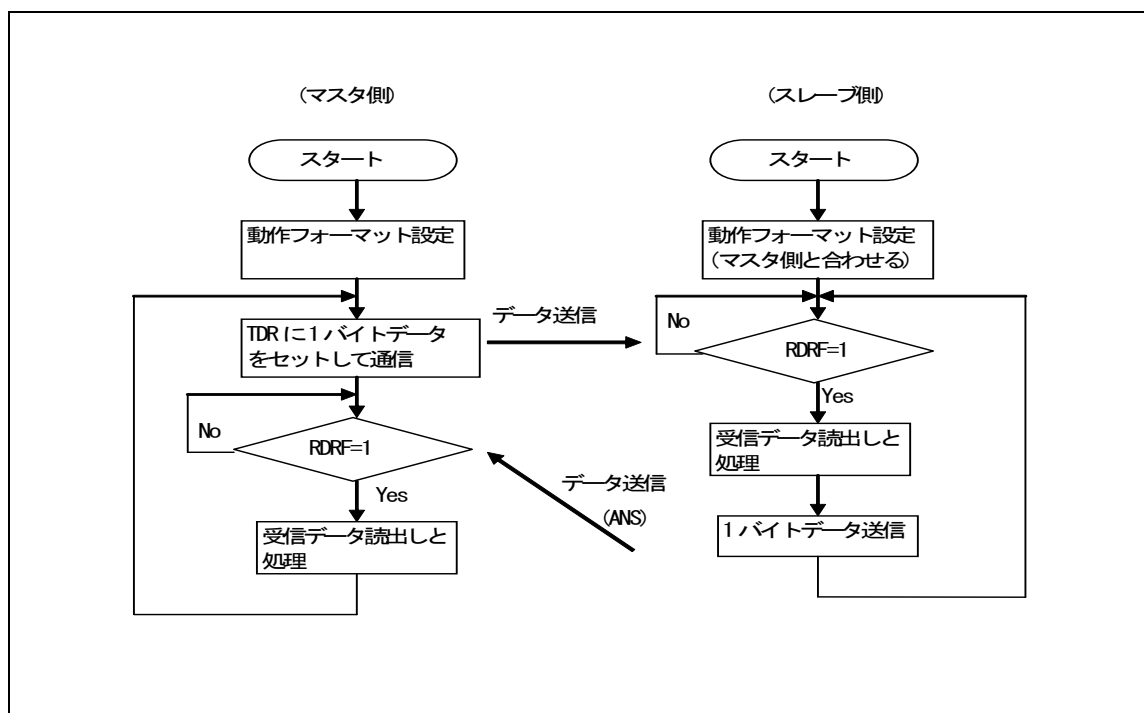 (マスタ側)
スタート
動作フォーマット設定
TDR に 1 バイトデータ
をセットして通信
No
RDRF=1
Yes
受信データ読出しと
処理
データ送信
データ送信
(ANS)
(スレーブ側)
スタート
動作フォーマット設定
(マスタ側と合わせる)
No
RDRF=1
Yes
受信データ読出しと
処理
1 バイトデータ送信